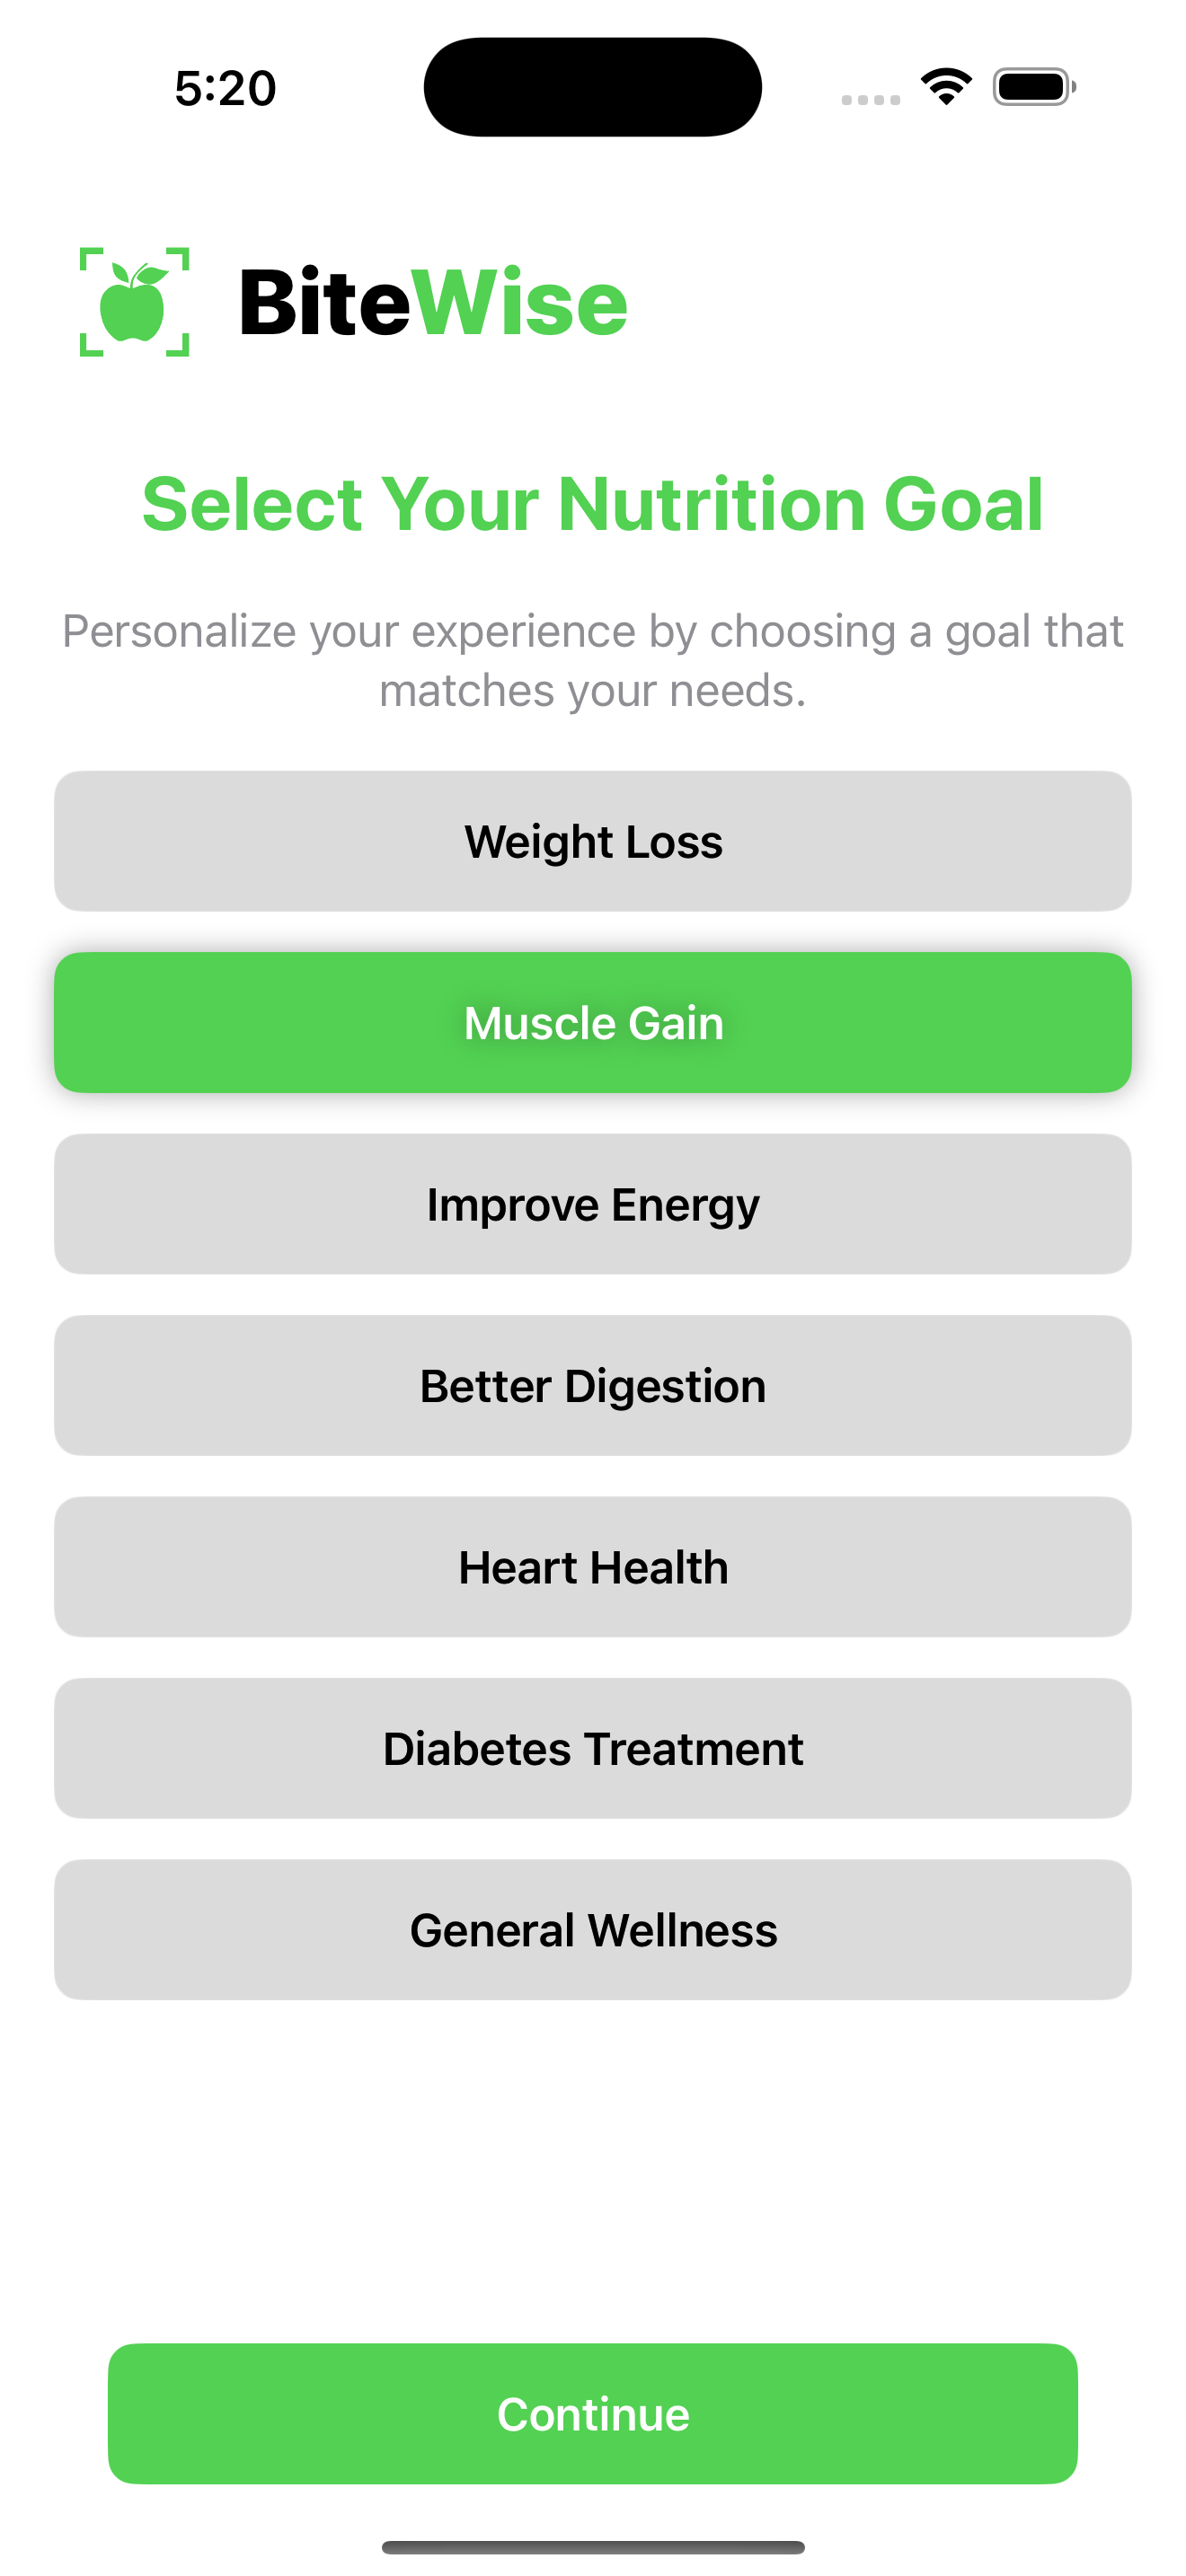 5:20
BiteWise
Select Your Nutrition Goal
Personalize your experience by choosing a goal that
matches your needs.
Weight Loss
Muscle Gain
Improve Energy
Better Digestion
Heart Health
Diabetes Treatment
General Wellness
Continue